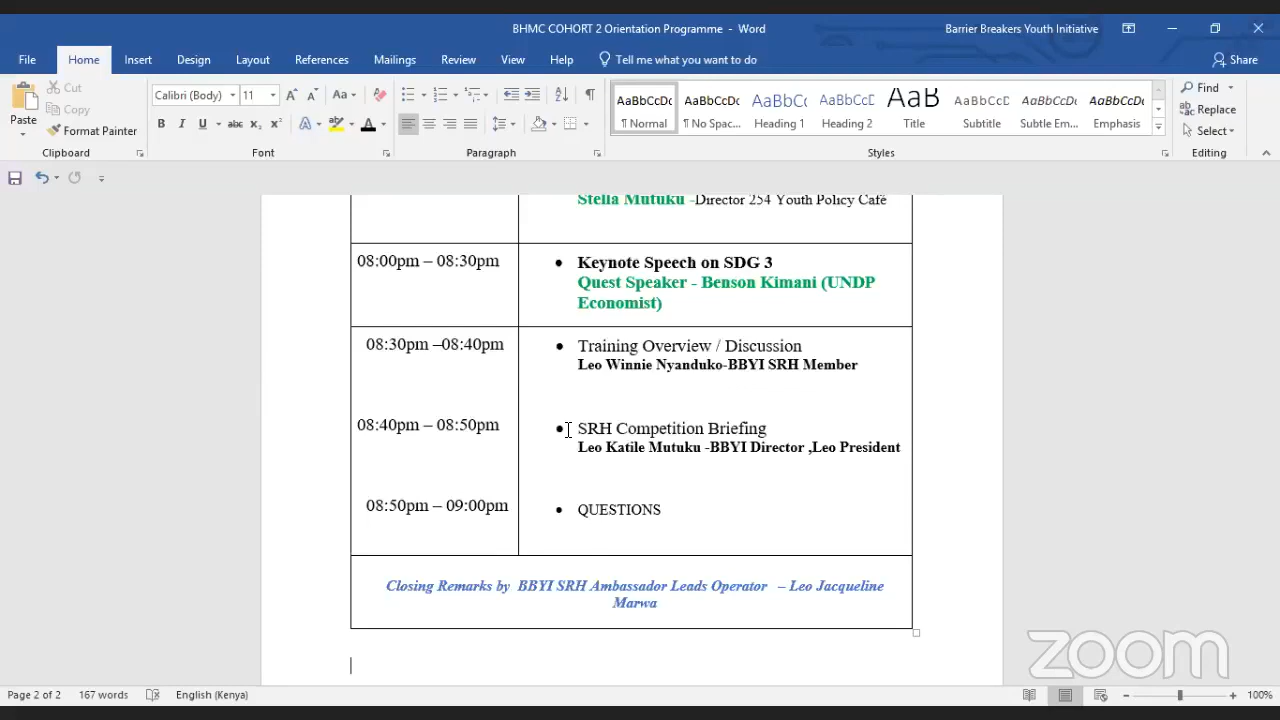 BHMC COHORT 2 Orientation Programme - Word
Barrier Breakers Youth Initiative
File Home Insert Design Layout References Mailings Review View Help Tell me what you want to do Share
Paste
Cut
Copy
Format Painter
Clipboard
Calibri (Body) 11
Font
Paragraph
AaBbCcDc AaBbCcDc AaBbCc AaBbCcC AaB AaBbCcD AaBbCcDc AaBbCcDc
¶ Normal ¶ No Spac... Heading 1 Heading 2 Title Subtitle Subtle Em... Emphasis
Styles
Find
Replace
Select
Editing
Stella Mutuku -Director 254 Youth Policy Café
08:00pm – 08:30pm
• Keynote Speech on SDG 3
Quest Speaker - Benson Kimani (UNDP
Economist)
08:30pm –08:40pm
• Training Overview / Discussion
Leo Winnie Nyanduko-BBYI SRH Member
08:40pm – 08:50pm
• SRH Competition Briefing
Leo Katile Mutuku -BBYI Director ,Leo President
08:50pm – 09:00pm
• QUESTIONS
Closing Remarks by BBYI SRH Ambassador Leads Operator – Leo Jacqueline
Marwa
zoom
Page 2 of 2 167 words English (Kenya) 100%